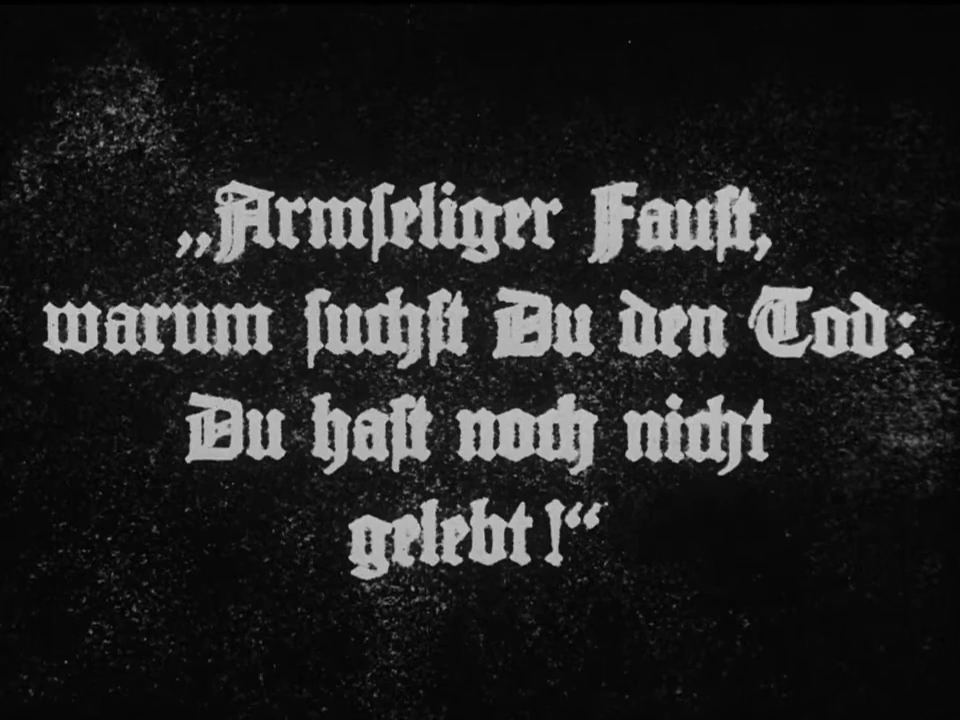 „Armſeliger Fauſt,
warum ſuchſt Du den Tod:
Du haſt noch nicht
gelebt!“